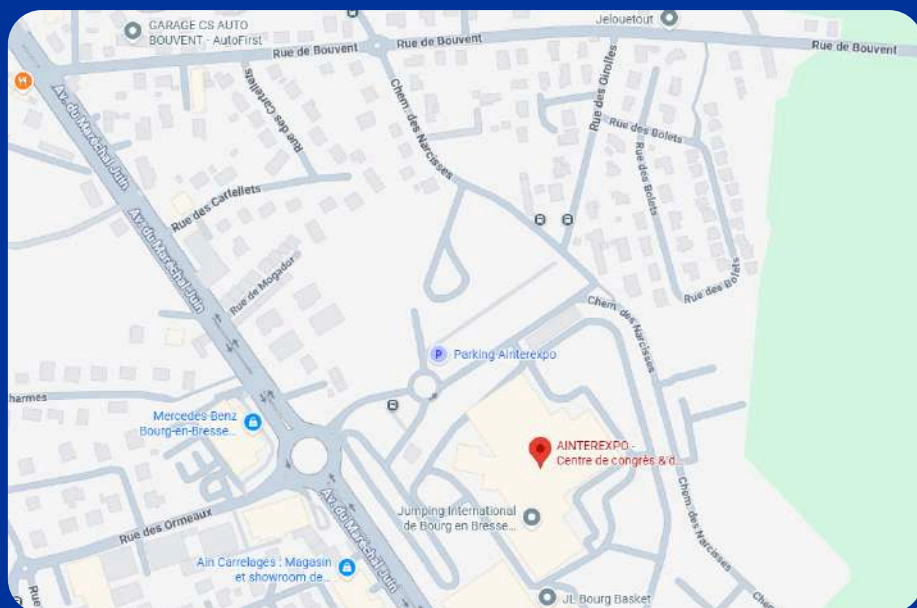 GARAGE CS AUTO
BOUVENT - AutoFirst
Jelouetout
Rue de Bouvent
Rue de Bouvent
Rue de Bouvent
Av. du Maréchal Juin
Rue des Cartellets
Chem. des Narcisses
Rue des Girolles
Rue des Bolets
Rue des Bolets
Rue des Cartellets
Av. du Maréchal Juin
Rue de Mogador
Rue des Bolets
Chem. des Narcisses
P
Parking Ainterexpo
harmes
Mercedes-Benz
Bourg-en-Bresse...
AINTEREXPO -
Centre de congrès & d...
Av. du Maréchal Juin
Jumping International
de Bourg en Bresse...
Chem. des Narcisses
Rue des Ormeaux
Ain Carrelages : Magasin
et showroom de...
Rue
JL Bourg Basket
Che